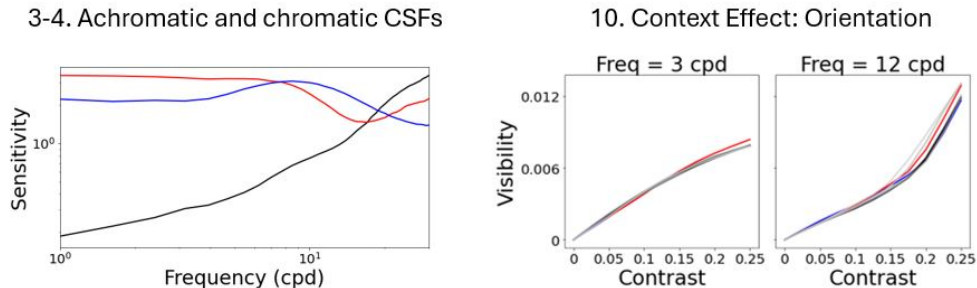 3-4. Achromatic and chromatic CSFs
Sensitivity
10⁰
10⁰
10¹
Frequency (cpd)
10. Context Effect: Orientation
Freq = 3 cpd
Freq = 12 cpd
Visibility
0.012
0.006
0
0 0.05 0.1 0.15 0.2 0.25
0 0.05 0.1 0.15 0.2 0.25
Contrast
Contrast